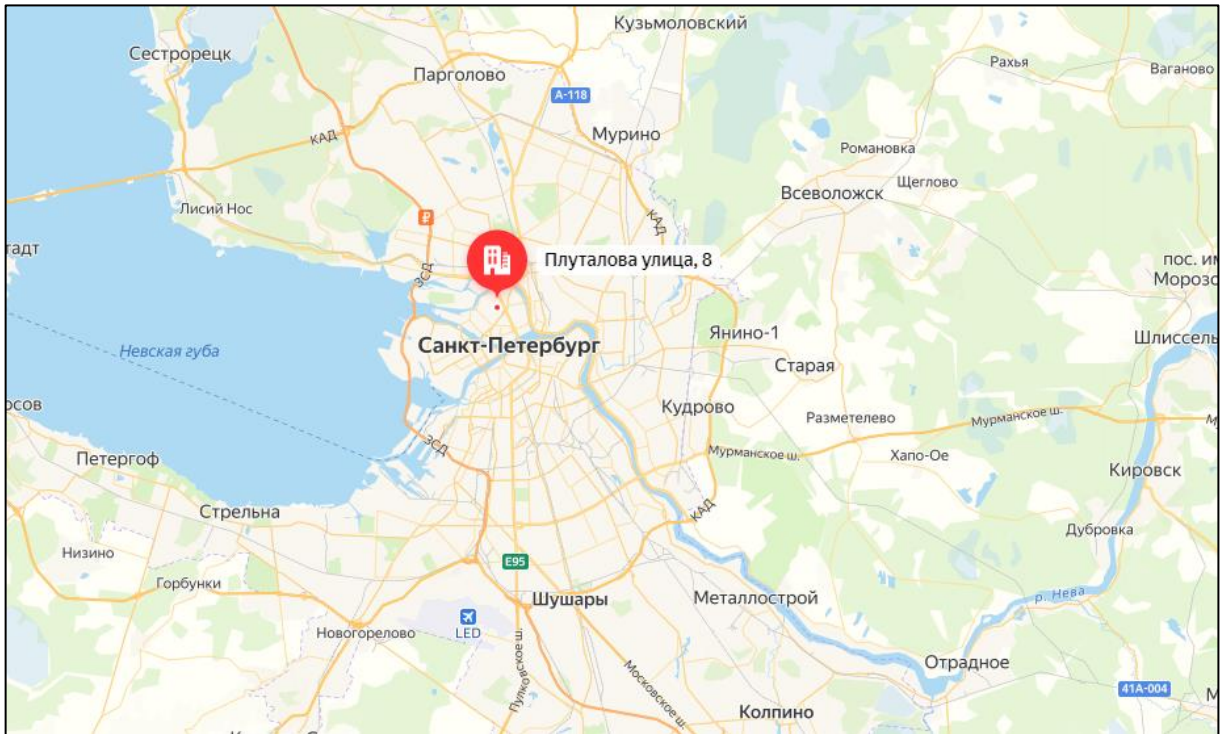 Кузьмоловский
Сестрорецк
Парголово
Рахья
Ваганово
А-118
КАД
Мурино
Романовка
Всеволожск
Щеглово
Лисий Нос
₽
КАД
тадт
ЗСД
Плуталова улица, 8
пос. им
Морозо
Янино-1
Шлиссель
Санкт-Петербург
Невская губа
Старая
осов
Кудрово
Разметелево
Мурманское ш.
ЗСД
Мурманское ш.
Хапо-Ое
Петергоф
Кировск
Стрельна
КАД
Дубровка
Низино
E95
Горбунки
Шушары
Металлострой
р. Нева
LED
Новогорелово
Пулковское ш.
Московское ш.
Отрадное
41А-004
М
Колпино